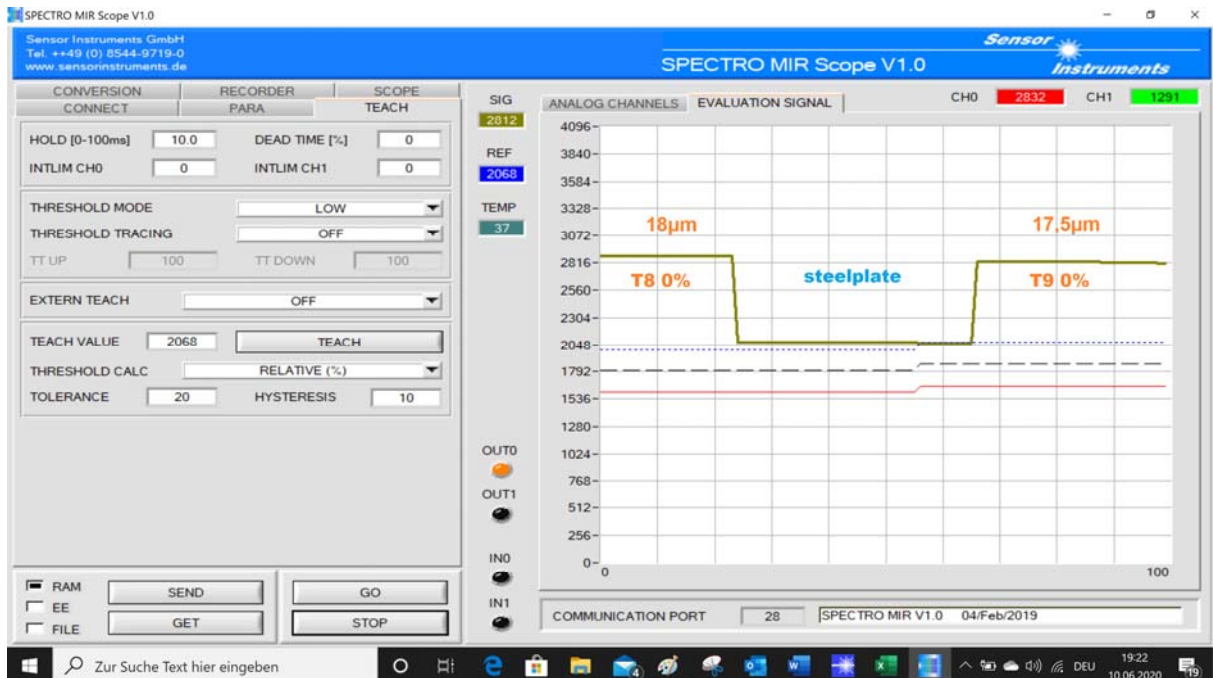 SPECTRO MIR Scope V1.0
Sensor Instruments GmbH
Tel. ++49 (0) 8544-9719-0
www.sensorinstruments.de
SPECTRO MIR Scope V1.0
Sensor
Instruments
CONVERSION RECORDER SCOPE
CONNECT PARA TEACH
HOLD [0-100ms] 10.0 DEAD TIME [%] 0
INTLIM CH0 0 INTLIM CH1 0
THRESHOLD MODE LOW
THRESHOLD TRACING OFF
TT UP 100 TT DOWN 100
EXTERN TEACH OFF
TEACH VALUE 2068 TEACH
THRESHOLD CALC RELATIVE (%)
TOLERANCE 20 HYSTERESIS 10
RAM SEND GO
EE
FILE GET STOP
SIG
2812
REF
2068
TEMP
37
OUT0
OUT1
IN0
IN1
ANALOG CHANNELS EVALUATION SIGNAL CH0 2832 CH1 1291
4096
3840
3584
3328
3072
2816
2560
2304
2048
1792
1536
1280
1024
768
512
256
0
0 100
18µm 17,5µm
T8 0% steelplate T9 0%
COMMUNICATION PORT 28 SPECTRO MIR V1.0 04/Feb/2019
Zur Suche Text hier eingeben
4
DEU
19:22
10.06.2020
19